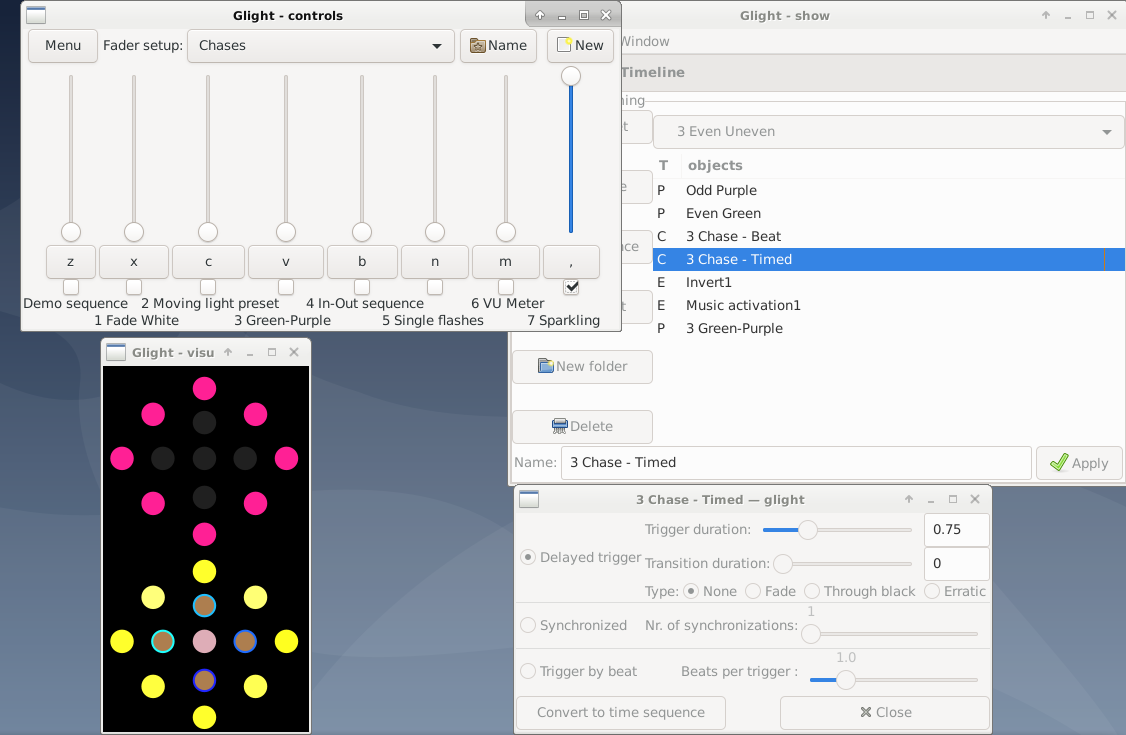 Glight - controls
Menu Fader setup: Chases Name New
z x c v b n m ,
Demo sequence 2 Moving light preset 4 In-Out sequence 6 VU Meter
1 Fade White 3 Green-Purple 5 Single flashes 7 Sparkling
Glight - visu
Glight - show
Window
Timeline
3 Even Uneven
T objects
P Odd Purple
P Even Green
C 3 Chase - Beat
C 3 Chase - Timed
E Invert1
E Music activation1
P 3 Green-Purple
New folder
Delete
Name: 3 Chase - Timed Apply
3 Chase - Timed — glight
Trigger duration: 0.75
Delayed trigger
Transition duration: 0
Type: None Fade Through black Erratic
1
Synchronized Nr. of synchronizations:
1.0
Trigger by beat Beats per trigger :
Convert to time sequence Close